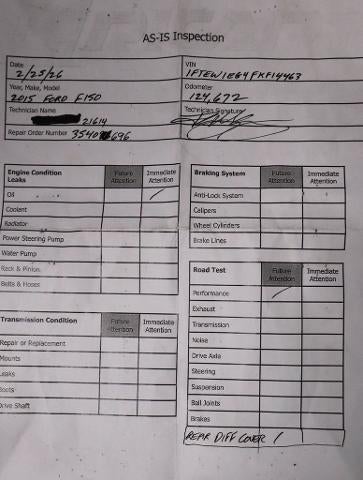 AS-IS Inspection
Date VIN
2/25/26 1FTEW1EG4FKF14463
Year, Make, Model Odometer
2015 FORD F150 124,672
Technician Name Technician Signature
21614
Repair Order Number 3540 696
Engine Condition Future Attention Immediate Attention
Leaks
Oil /
Coolant
Radiator
Power Steering Pump
Water Pump
Rack & Pinion
Belts & Hoses
Transmission Condition Future Attention Immediate Attention
Repair or Replacement
Mounts
Leaks
Boots
Drive Shaft
Braking System Future Attention Immediate Attention
Anti-Lock System
Calipers
Wheel Cylinders
Brake Lines
Road Test Future Attention Immediate Attention
Performance /
Exhaust
Transmission
Noise
Drive Axle
Steering
Suspension
Ball Joints
Brakes
REAR DIFF COVER /